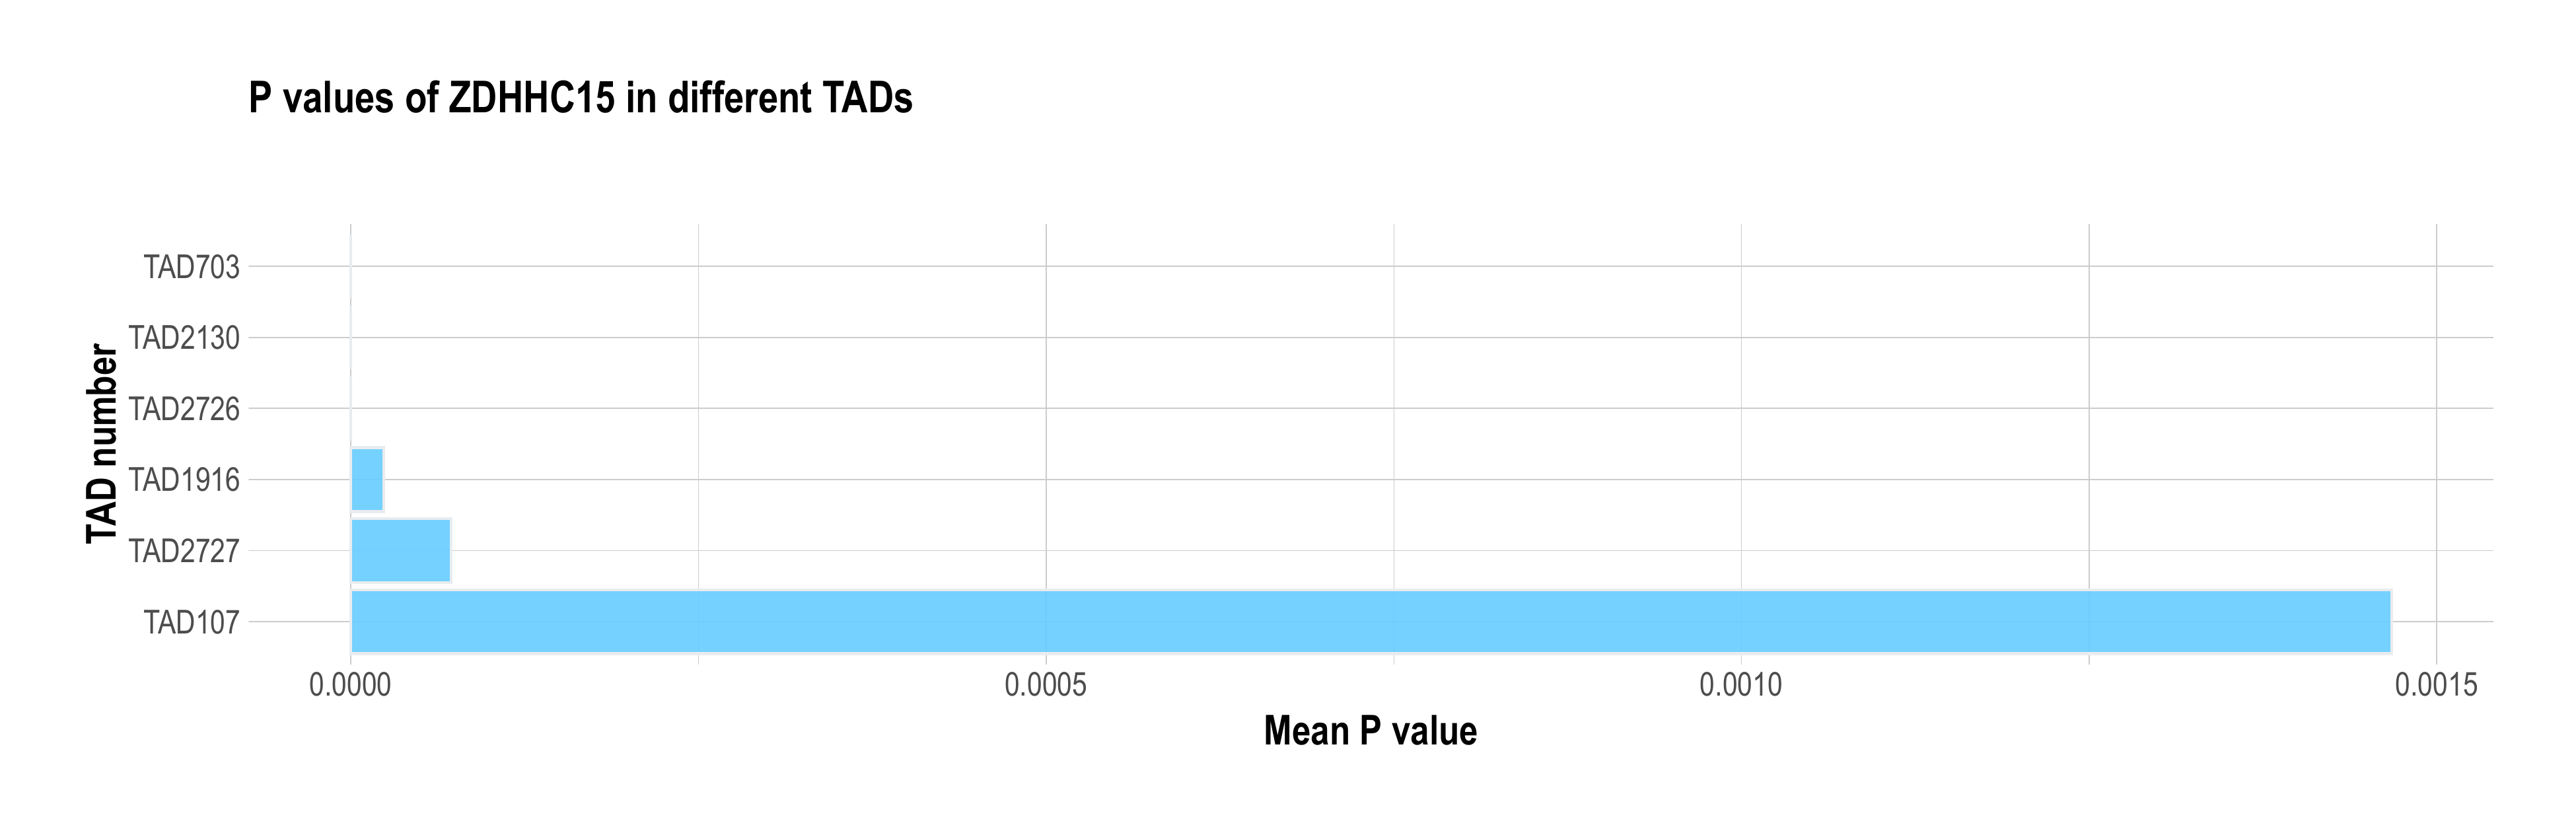 P values of ZDHHC15 in different TADs
TAD number
TAD703
TAD2130
TAD2726
TAD1916
TAD2727
TAD107
0.0000 0.0005 0.0010 0.0015
Mean P value